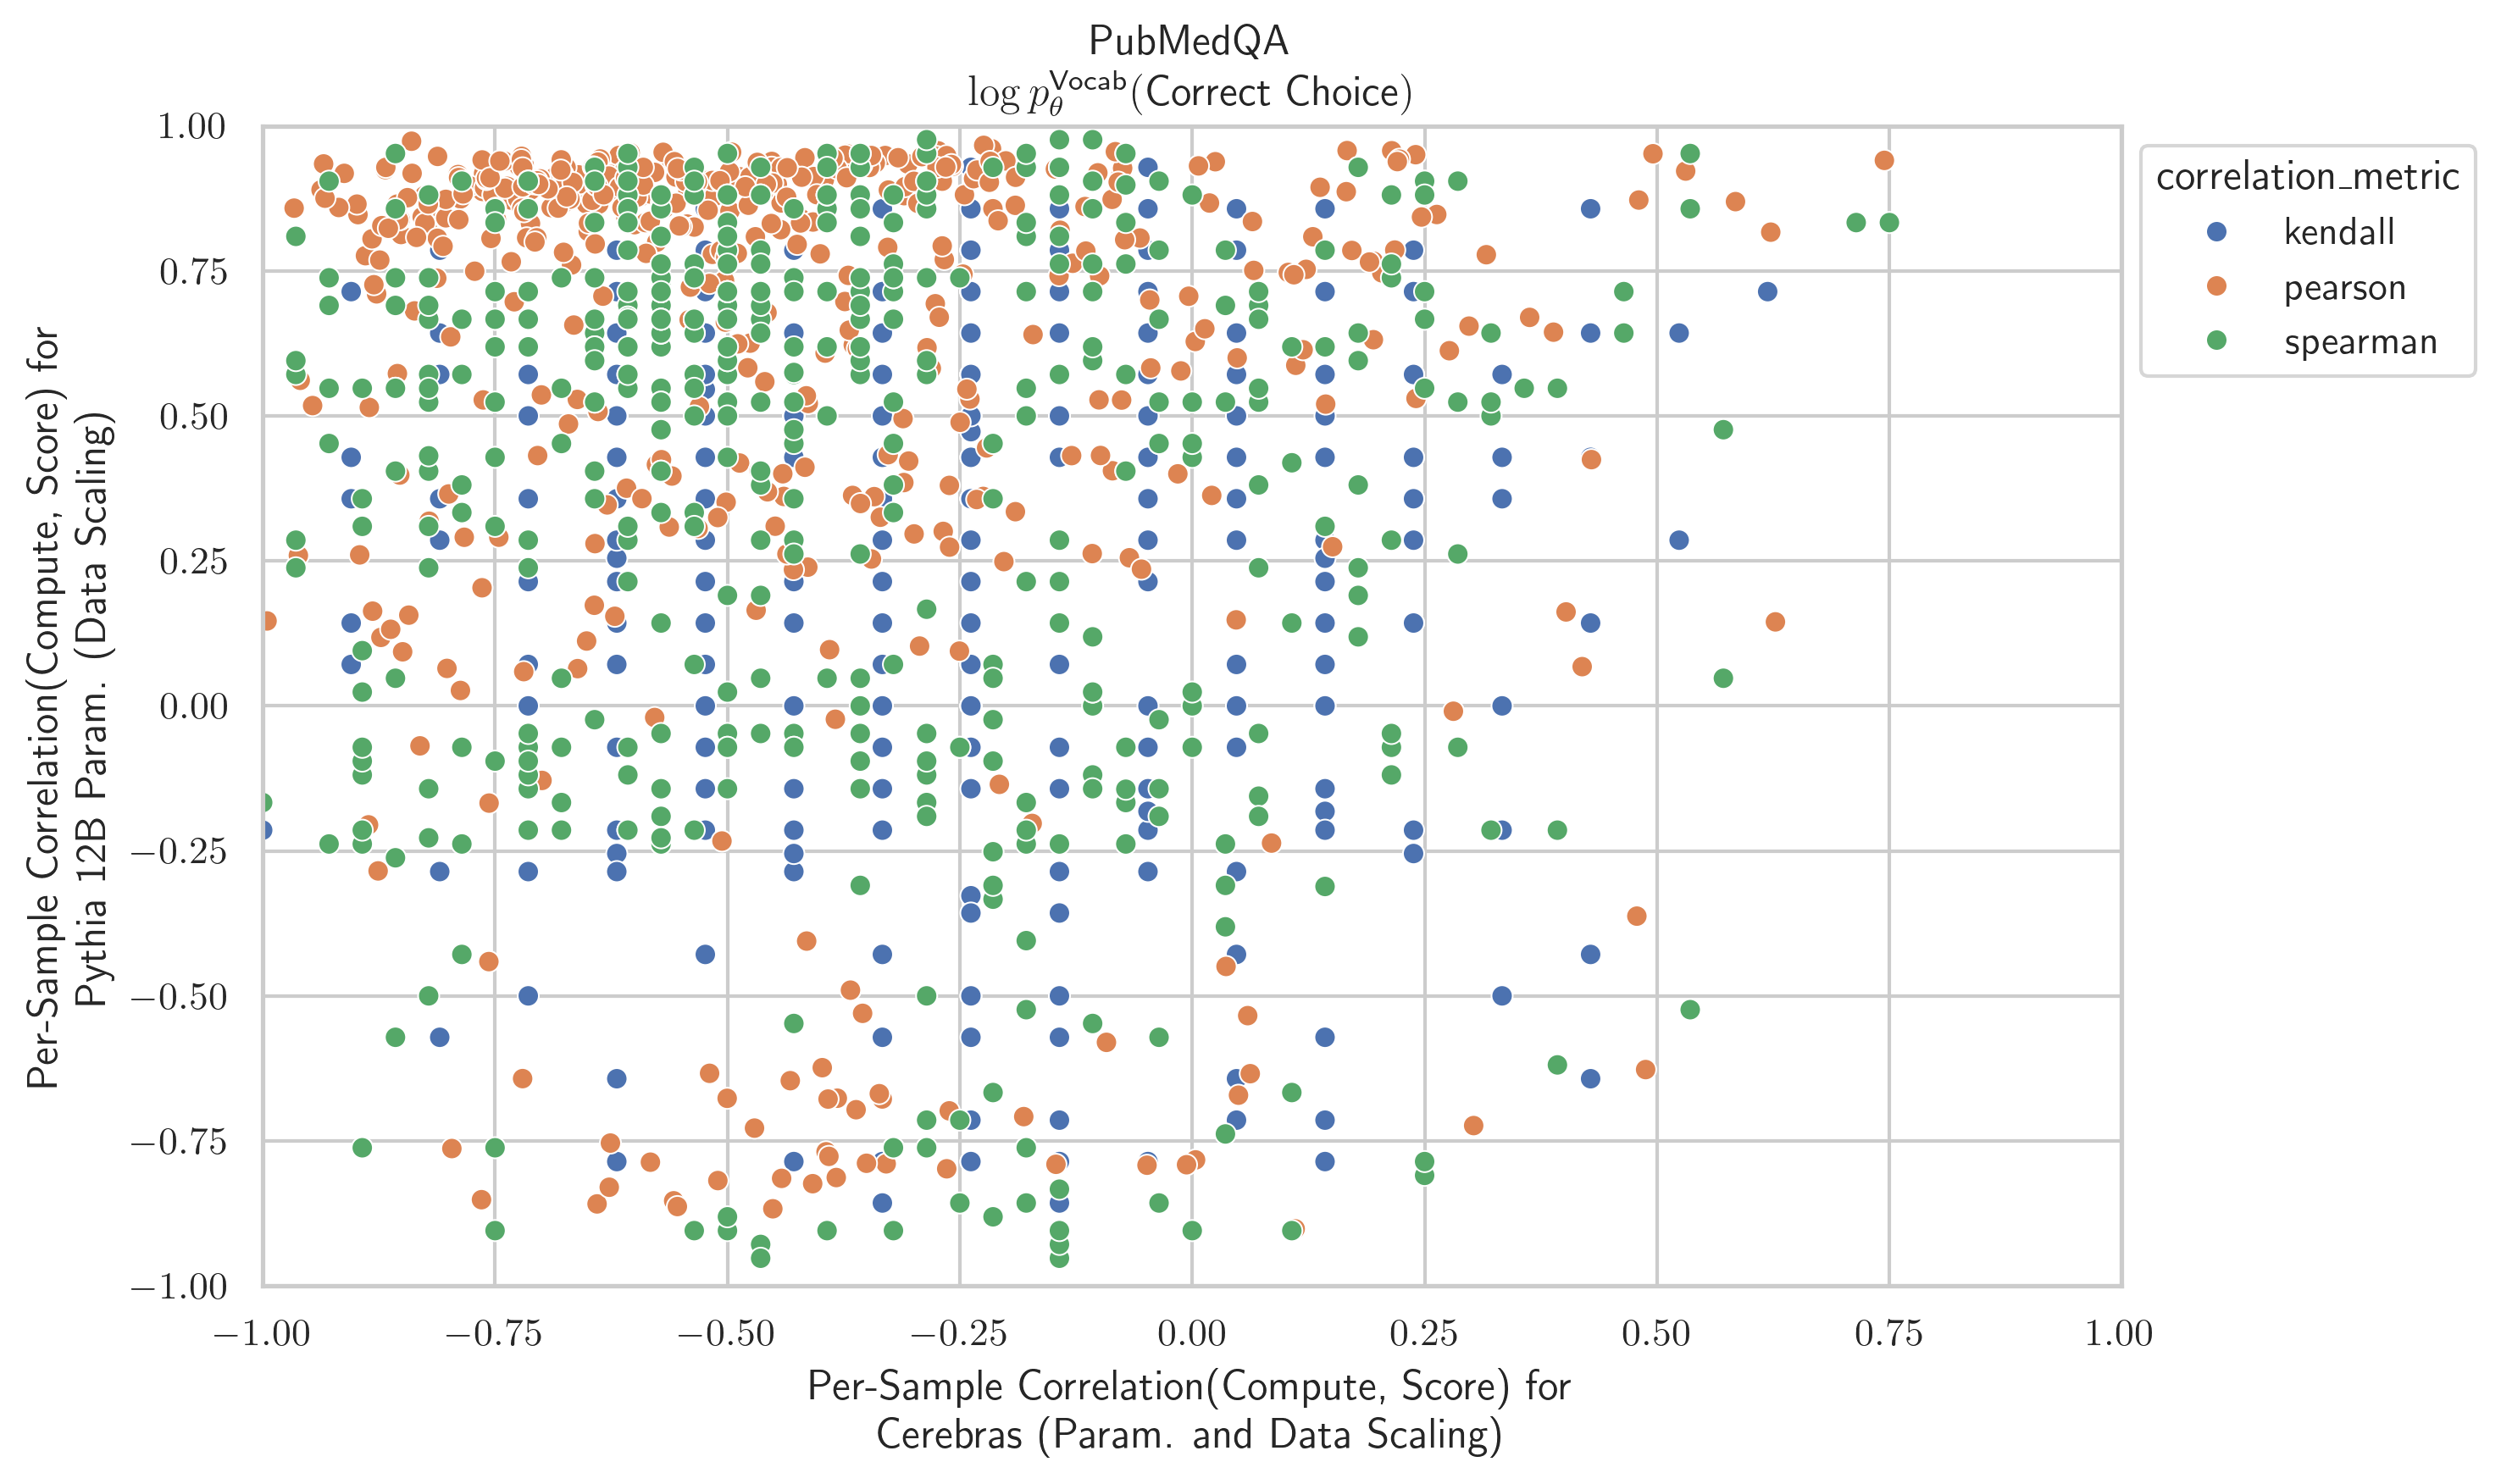 PubMedQA
log p_θ^Vocab(Correct Choice)
1.00
0.75
0.50
0.25
0.00
−0.25
−0.50
−0.75
−1.00
Per-Sample Correlation(Compute, Score) for
Pythia 12B Param. (Data Scaling)
correlation_metric
kendall
pearson
spearman
−1.00 −0.75 −0.50 −0.25 0.00 0.25 0.50 0.75 1.00
Per-Sample Correlation(Compute, Score) for
Cerebras (Param. and Data Scaling)